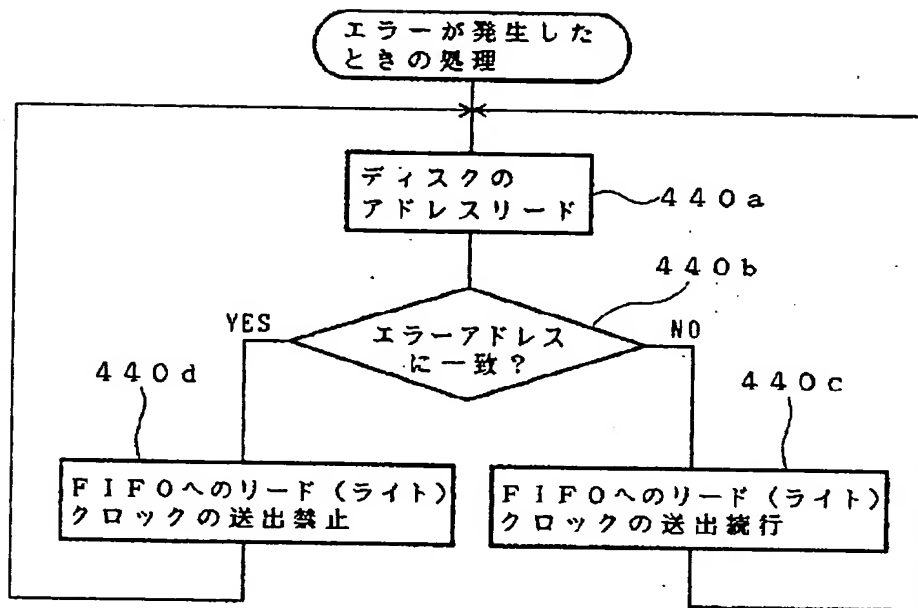 エラーが発生した
ときの処理
ディスクの
アドレスリード
440a
440b
YES
エラーアドレス
に一致?
NO
440d
440c
FIFOへのリード(ライト)
クロックの送出禁止
FIFOへのリード(ライト)
クロックの送出続行